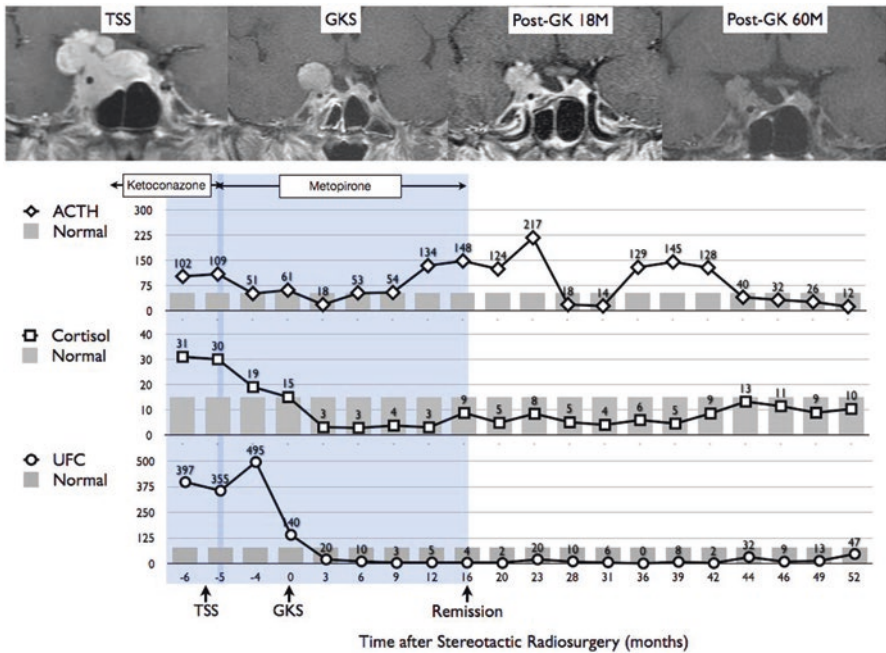 TSS GKS Post-GK 18M Post-GK 60M
Ketoconazone Metopirone
ACTH
Normal
300
225
150
75
0
102 109 51 61 18 53 54 134 148 124 217 18 14 129 145 128 40 32 26 12
Cortisol
Normal
40
30
20
10
0
31 30 19 15 3 3 4 3 9 5 8 5 4 6 5 9 13 11 9 10
UFC
Normal
500
375
250
125
0
397 355 495 140 20 10 3 5 4 2 20 10 6 0 8 2 32 9 13 47
-6 -5 -4 0 3 6 9 12 16 20 23 28 31 36 39 42 44 46 49 52
TSS GKS Remission
Time after Stereotactic Radiosurgery (months)